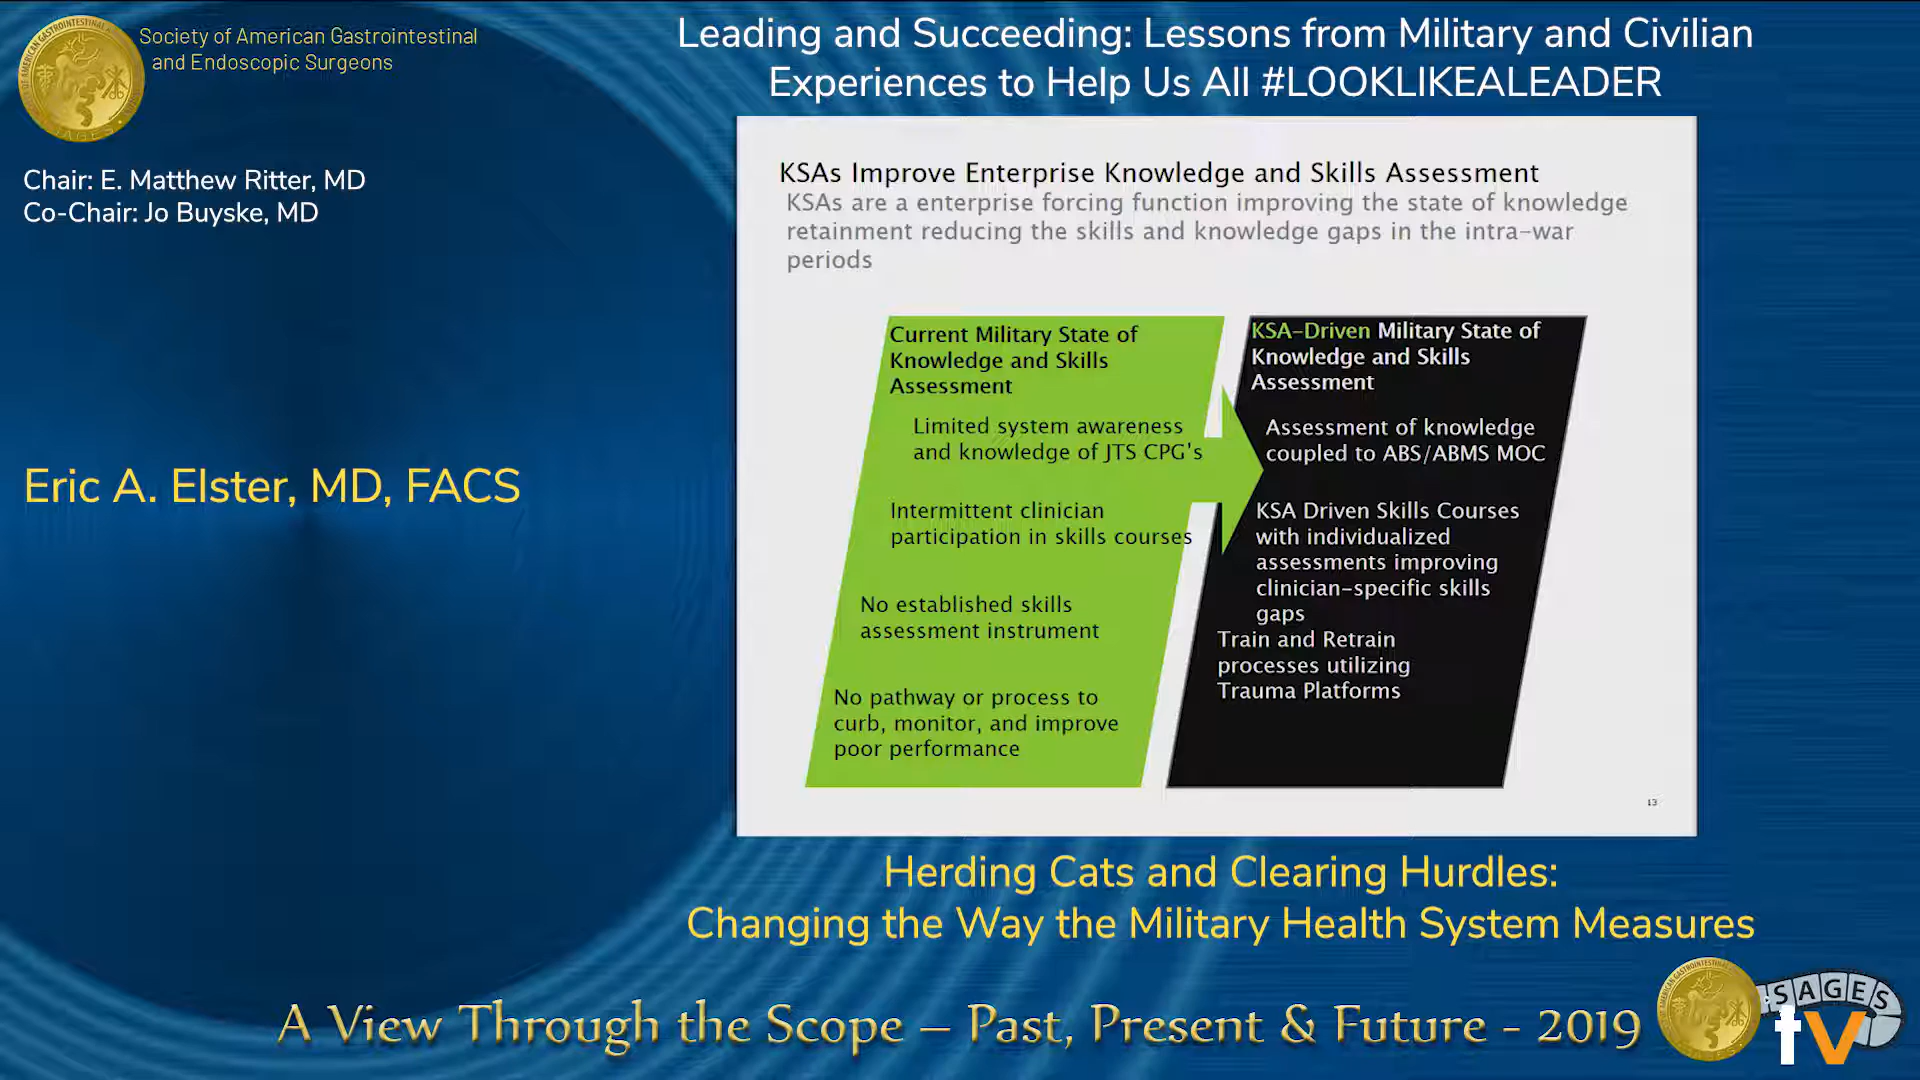 Society of American Gastrointestinal
and Endoscopic Surgeons
Leading and Succeeding: Lessons from Military and Civilian
Experiences to Help Us All #LOOKLIKEALEADER
Chair: E. Matthew Ritter, MD
Co-Chair: Jo Buyske, MD
Eric A. Elster, MD, FACS
KSAs Improve Enterprise Knowledge and Skills Assessment
KSAs are a enterprise forcing function improving the state of knowledge
retainment reducing the skills and knowledge gaps in the intra-war
periods
Current Military State of
Knowledge and Skills
Assessment
Limited system awareness
and knowledge of JTS CPG's
Intermittent clinician
participation in skills courses
No established skills
assessment instrument
No pathway or process to
curb, monitor, and improve
poor performance
KSA-Driven Military State of
Knowledge and Skills
Assessment
Assessment of knowledge
coupled to ABS/ABMS MOC
KSA Driven Skills Courses
with individualized
assessments improving
clinician-specific skills
gaps
Train and Retrain
processes utilizing
Trauma Platforms
13
Herding Cats and Clearing Hurdles:
Changing the Way the Military Health System Measures
A View Through the Scope – Past, Present & Future - 2019
SAGES
tv